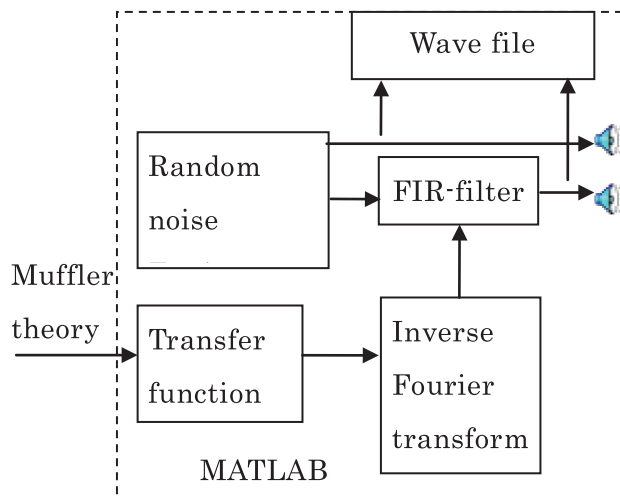 Wave file
Random
noise
FIR-filter
Muffler
theory
Transfer
function
Inverse
Fourier
transform
MATLAB